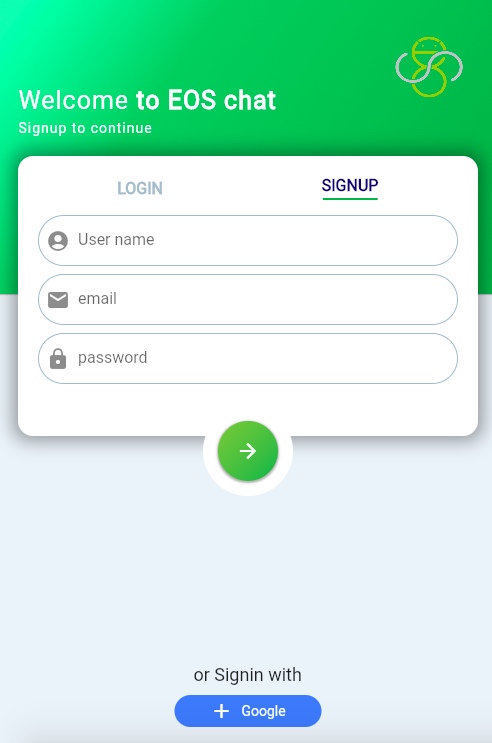 Welcome to EOS chat
Signup to continue
LOGIN
SIGNUP
User name
email
password
or Signin with
Google